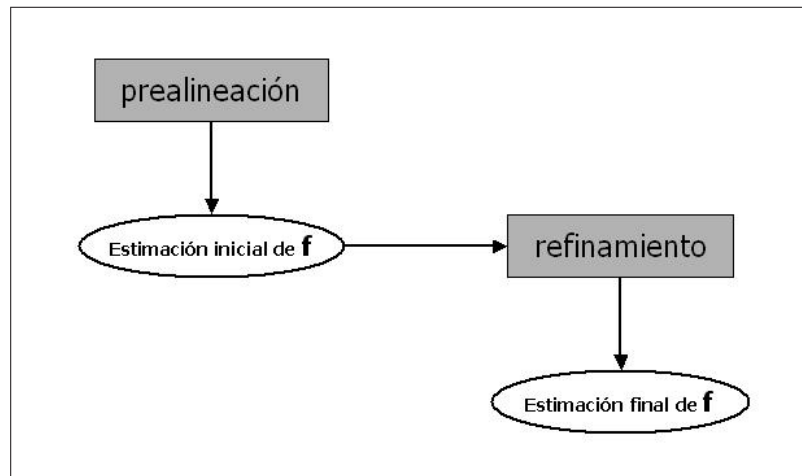 prealineación
Estimación inicial de f
refinamiento
Estimación final de f